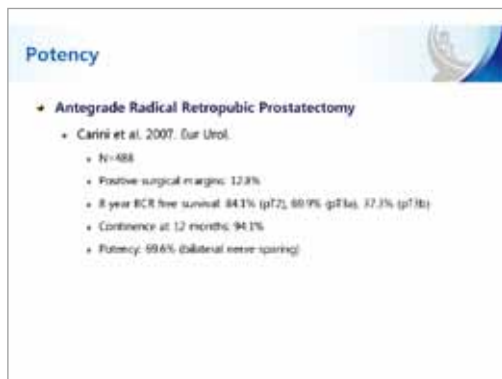 Potency
Antegrade Radical Retropubic Prostatectomy
Carini et al. 2007. Eur Urol.
N=488
Positive surgical margins: 12.8%
8 year BCR free survival: 84.1% (pT2), 69.9% (pT3a), 37.3% (pT3b)
Continence at 12 months: 94.1%
Potency: 69.6% (bilateral nerve-sparing)